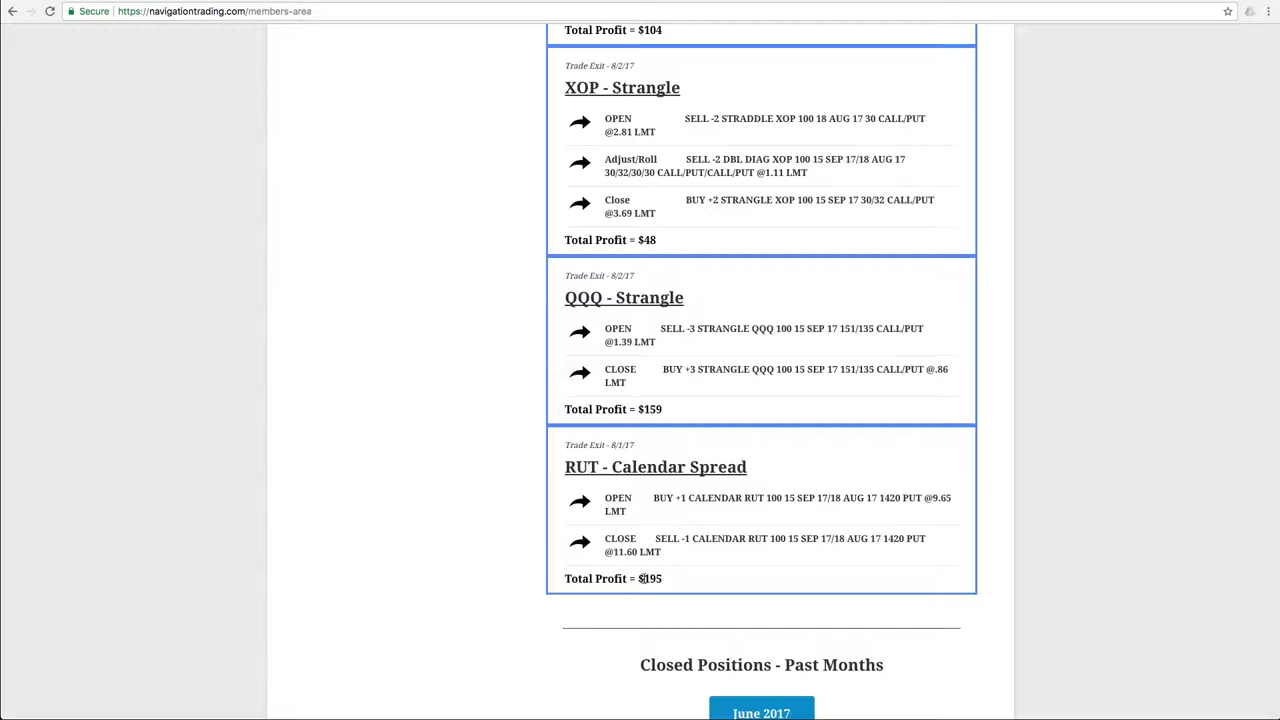 Secure
https://navigationtrading.com/members-area
Total Profit = $104
Trade Exit - 8/2/17
XOP - Strangle
OPEN SELL -2 STRADDLE XOP 100 18 AUG 17 30 CALL/PUT
@2.81 LMT
Adjust/Roll SELL -2 DBL DIAG XOP 100 15 SEP 17/18 AUG 17
30/32/30/30 CALL/PUT/CALL/PUT @1.11 LMT
Close BUY +2 STRANGLE XOP 100 15 SEP 17 30/32 CALL/PUT
@3.69 LMT
Total Profit = $48
Trade Exit - 8/2/17
QQQ - Strangle
OPEN SELL -3 STRANGLE QQQ 100 15 SEP 17 151/135 CALL/PUT
@1.39 LMT
CLOSE BUY +3 STRANGLE QQQ 100 15 SEP 17 151/135 CALL/PUT @.86
LMT
Total Profit = $159
Trade Exit - 8/1/17
RUT - Calendar Spread
OPEN BUY +1 CALENDAR RUT 100 15 SEP 17/18 AUG 17 1420 PUT @9.65
LMT
CLOSE SELL -1 CALENDAR RUT 100 15 SEP 17/18 AUG 17 1420 PUT
@11.60 LMT
Total Profit = $195
Closed Positions - Past Months
June 2017